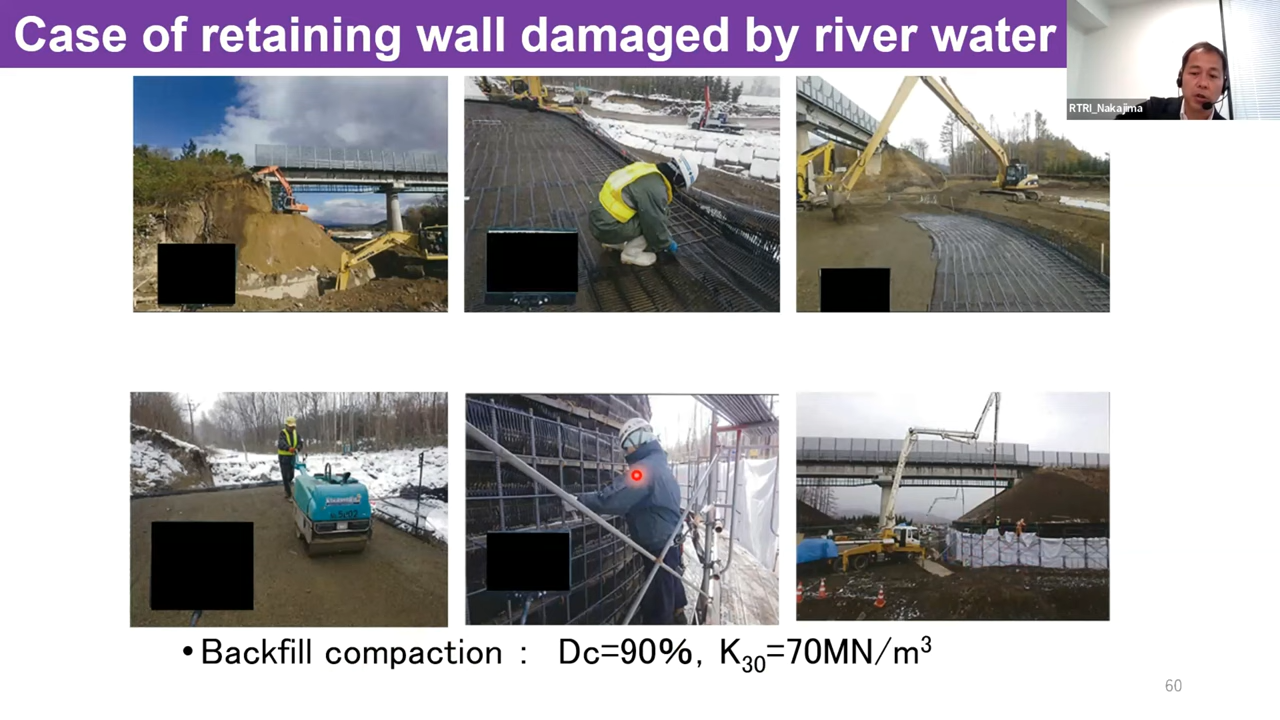 Case of retaining wall damaged by river water
RTRI_Nakajima
• Backfill compaction : Dc=90%, K₃₀=70MN/m³
60